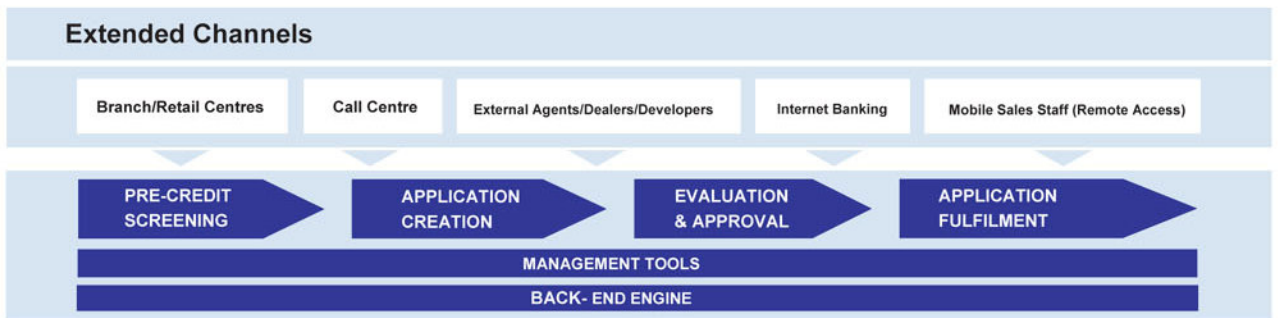 Extended Channels
Branch/Retail Centres
Call Centre
External Agents/Dealers/Developers
Internet Banking
Mobile Sales Staff (Remote Access)
PRE-CREDIT
SCREENING
APPLICATION
CREATION
EVALUATION
& APPROVAL
APPLICATION
FULFILMENT
MANAGEMENT TOOLS
BACK- END ENGINE